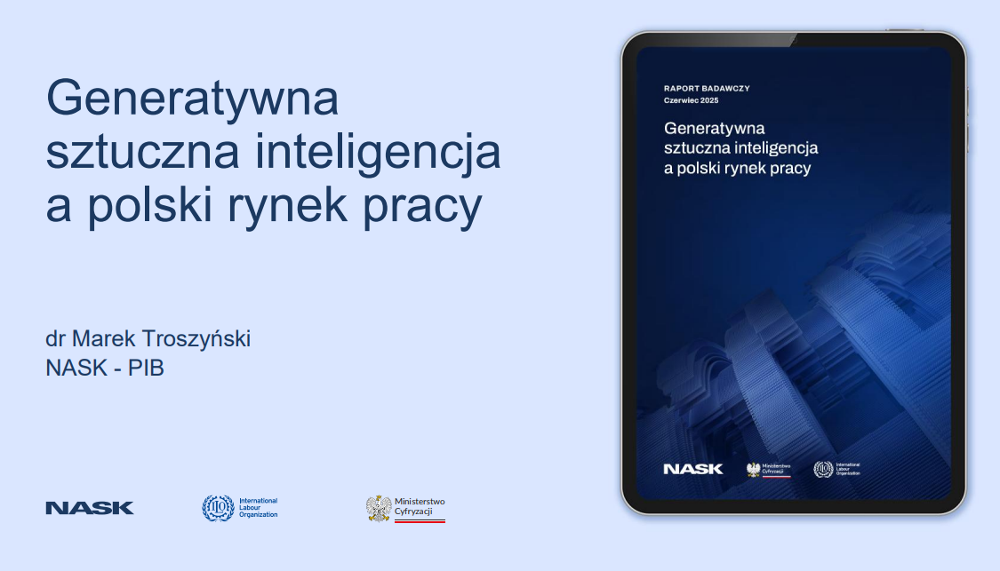 Generatywna
sztuczna inteligencja
a polski rynek pracy
dr Marek Troszyński
NASK - PIB
NASK
International
Labour
Organization
Ministerstwo
Cyfryzacji
RAPORT BADAWCZY
Czerwiec 2025
Generatywna
sztuczna inteligencja
a polski rynek pracy
NASK
Ministerstwo
Cyfryzacji
International
Labour
Organization